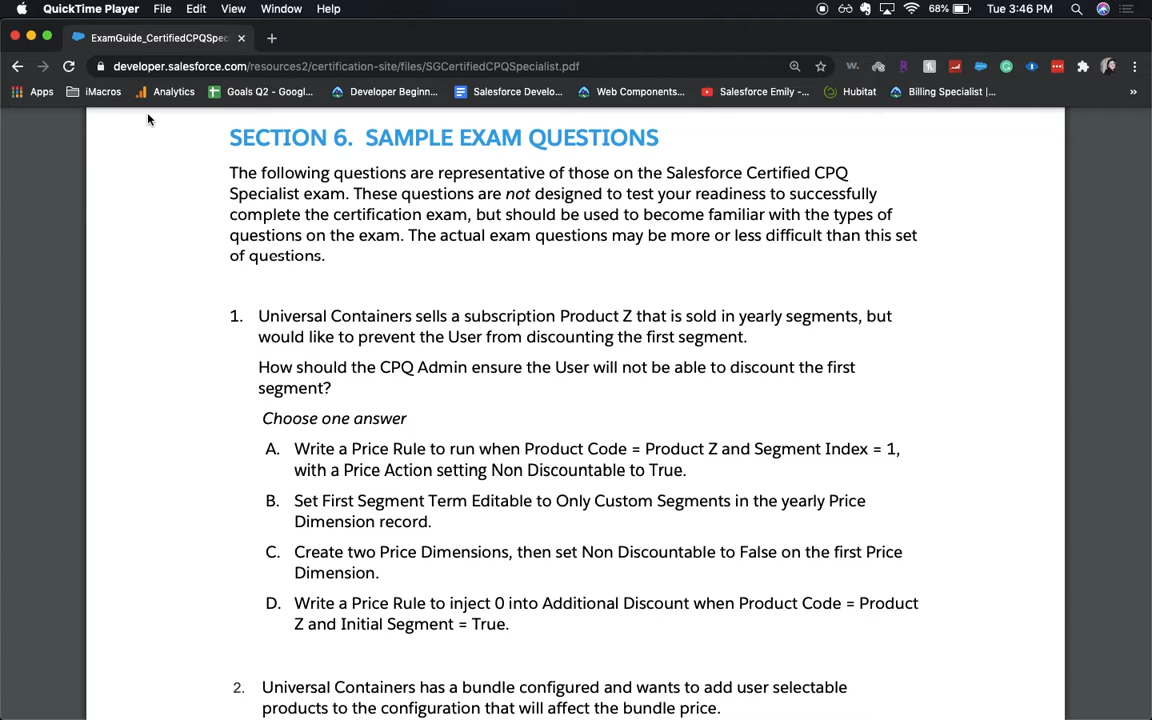 QuickTime Player File Edit View Window Help 68% Tue 3:46 PM
ExamGuide_CertifiedCPQSpec
developer.salesforce.com/resources2/certification-site/files/SGCertifiedCPQSpecialist.pdf
Apps iMacros Analytics Goals Q2 - Googl... Developer Beginn... Salesforce Develo... Web Components... Salesforce Emily -... Hubitat Billing Specialist |... »
SECTION 6. SAMPLE EXAM QUESTIONS
The following questions are representative of those on the Salesforce Certified CPQ
Specialist exam. These questions are not designed to test your readiness to successfully
complete the certification exam, but should be used to become familiar with the types of
questions on the exam. The actual exam questions may be more or less difficult than this set
of questions.
1. Universal Containers sells a subscription Product Z that is sold in yearly segments, but
would like to prevent the User from discounting the first segment.
How should the CPQ Admin ensure the User will not be able to discount the first
segment?
Choose one answer
A. Write a Price Rule to run when Product Code = Product Z and Segment Index = 1,
with a Price Action setting Non Discountable to True.
B. Set First Segment Term Editable to Only Custom Segments in the yearly Price
Dimension record.
C. Create two Price Dimensions, then set Non Discountable to False on the first Price
Dimension.
D. Write a Price Rule to inject 0 into Additional Discount when Product Code = Product
Z and Initial Segment = True.
2. Universal Containers has a bundle configured and wants to add user selectable
products to the configuration that will affect the bundle price.